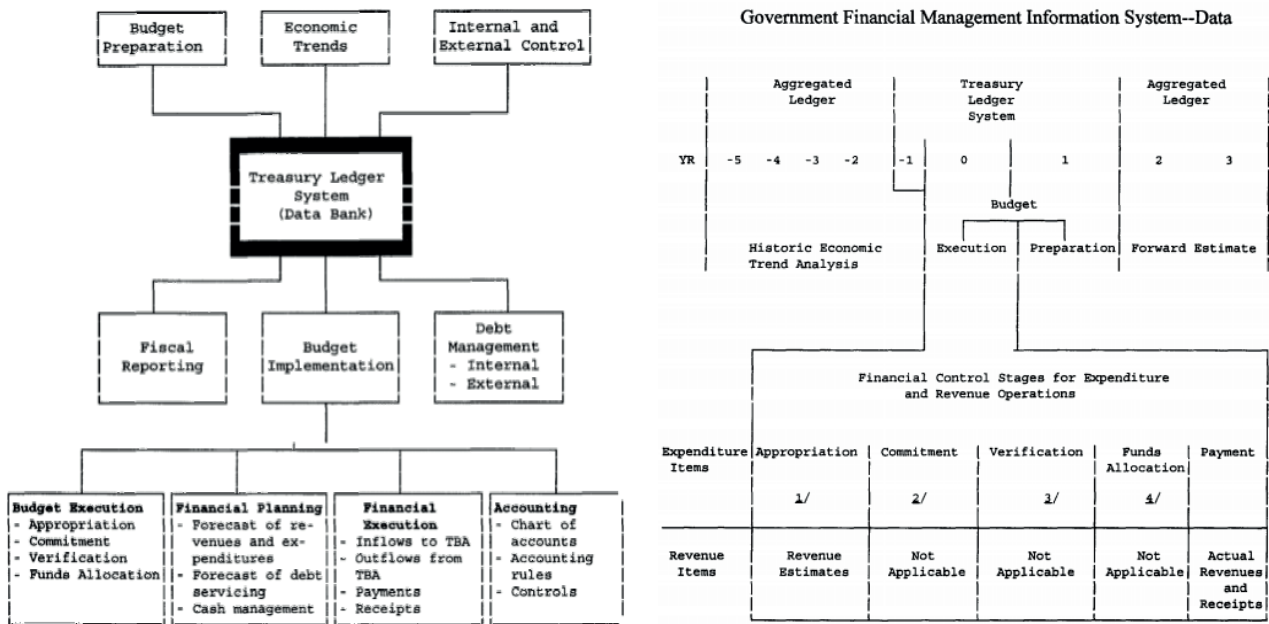 Budget
Preparation
Economic
Trends
Internal and
External Control
Treasury Ledger
System
(Data Bank)
Fiscal
Reporting
Budget
Implementation
Debt
Management
- Internal
- External
Budget Execution
- Appropriation
- Commitment
- Verification
- Funds Allocation
Financial Planning
- Forecast of re-
venues and ex-
penditures
- Forecast of debt
servicing
- Cash management
Financial
Execution
- Inflows to TBA
- Outflows from
TBA
- Payments
- Receipts
Accounting
- Chart of
accounts
- Accounting
rules
- Controls
Government Financial Management Information System--Data
Aggregated
Ledger
Treasury
Ledger
System
Aggregated
Ledger
YR -5 -4 -3 -2 -1 0 1 2 3
Budget
Historic Economic
Trend Analysis
Execution
Preparation
Forward Estimate
Financial Control Stages for Expenditure
and Revenue Operations
Expenditure
Items
Appropriation
1/
Commitment
2/
Verification
3/
Funds
Allocation
4/
Payment
Revenue
Items
Revenue
Estimates
Not
Applicable
Not
Applicable
Not
Applicable
Actual
Revenues
and
Receipts